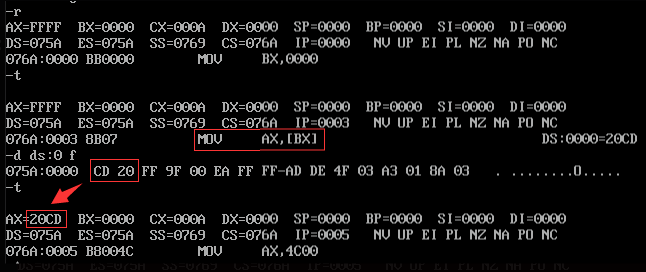 -r
AX=FFFF BX=0000 CX=000A DX=0000 SP=0000 BP=0000 SI=0000 DI=0000
DS=075A ES=075A SS=0769 CS=076A IP=0000 NV UP EI PL NZ NA PO NC
076A:0000 BB0000 MOV BX,0000
-t
AX=FFFF BX=0000 CX=000A DX=0000 SP=0000 BP=0000 SI=0000 DI=0000
DS=075A ES=075A SS=0769 CS=076A IP=0003 NV UP EI PL NZ NA PO NC
076A:0003 8B07 MOV AX,[BX] DS:0000=20CD
-d ds:0 f
075A:0000 CD 20 FF 9F 00 EA FF FF-AD DE 4F 03 A3 01 8A 03 . ........O.....
-t
AX=20CD BX=0000 CX=000A DX=0000 SP=0000 BP=0000 SI=0000 DI=0000
DS=075A ES=075A SS=0769 CS=076A IP=0005 NV UP EI PL NZ NA PO NC
076A:0005 B8004C MOV AX,4C00